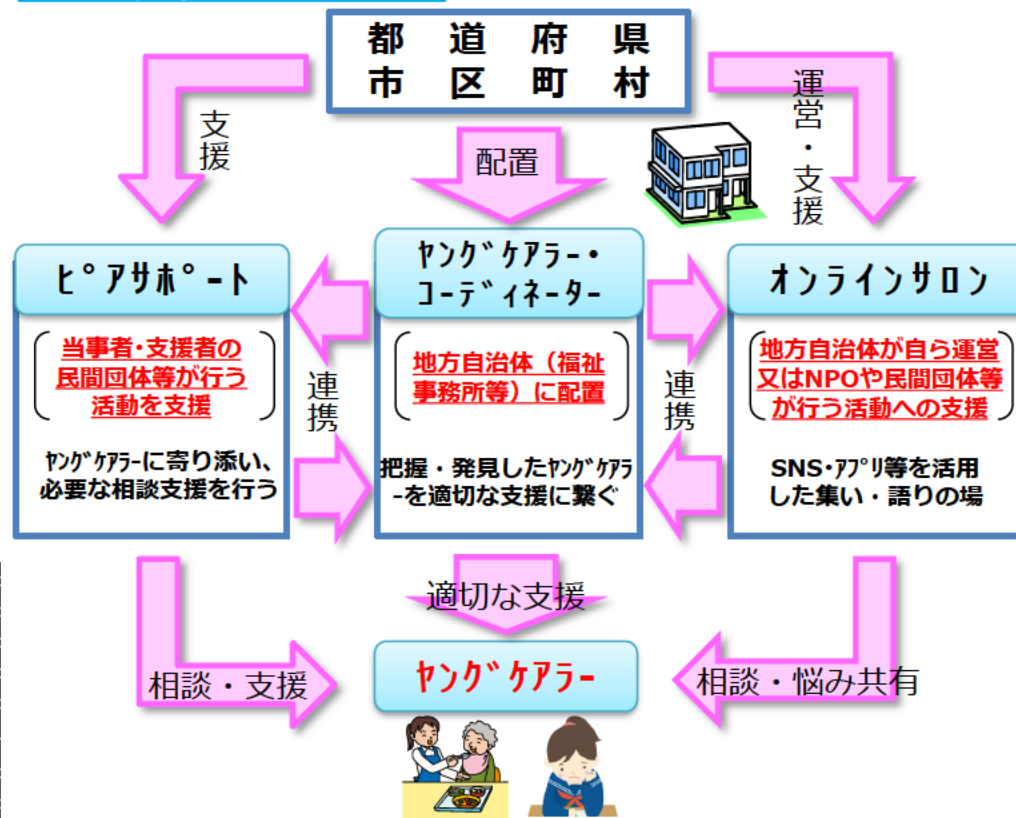 都道府県
市区町村
支援
配置
運営・支援
ﾋﾟｱｻﾎﾟｰﾄ
当事者・支援者の
民間団体等が行う
活動を支援
ﾔﾝｸﾞｹｱﾗｰに寄り添い、
必要な相談支援を行う
連携
ﾔﾝｸﾞｹｱﾗｰ・
ｺｰﾃﾞｨﾈｰﾀｰ
地方自治体（福祉
事務所等）に配置
把握・発見したﾔﾝｸﾞｹｱﾗ
ｰを適切な支援に繋ぐ
連携
オンラインサロン
地方自治体が自ら運営
又はNPOや民間団体等
が行う活動への支援
SNS・ｱﾌﾟﾘ等を活用
した集い・語りの場
適切な支援
相談・支援
ﾔﾝｸﾞｹｱﾗｰ
相談・悩み共有